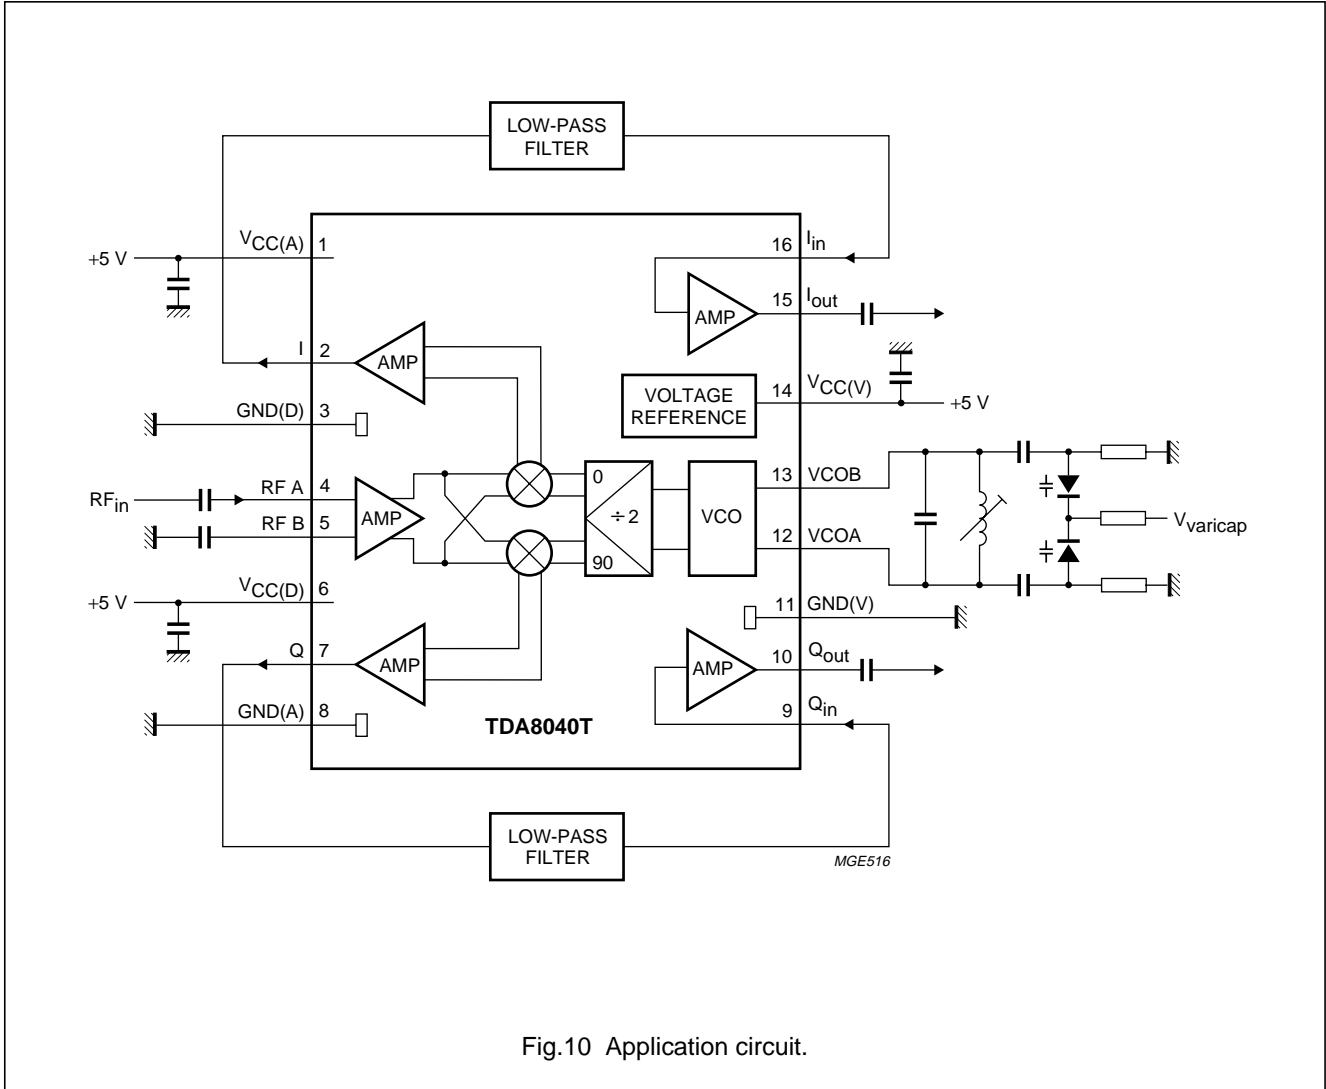 LOW-PASS
FILTER
+5 V
VCC(A)
1
16
Iin
15
Iout
AMP
I
2
AMP
VOLTAGE
REFERENCE
14
VCC(V)
+5 V
GND(D)
3
RFin
RF A
4
RF B
5
AMP
0
÷ 2
90
VCO
13
VCOB
12
VCOA
Vvaricap
+5 V
VCC(D)
6
11
GND(V)
Q
7
AMP
AMP
10
Qout
9
Qin
GND(A)
8
TDA8040T
LOW-PASS
FILTER
MGE516
Fig.10 Application circuit.